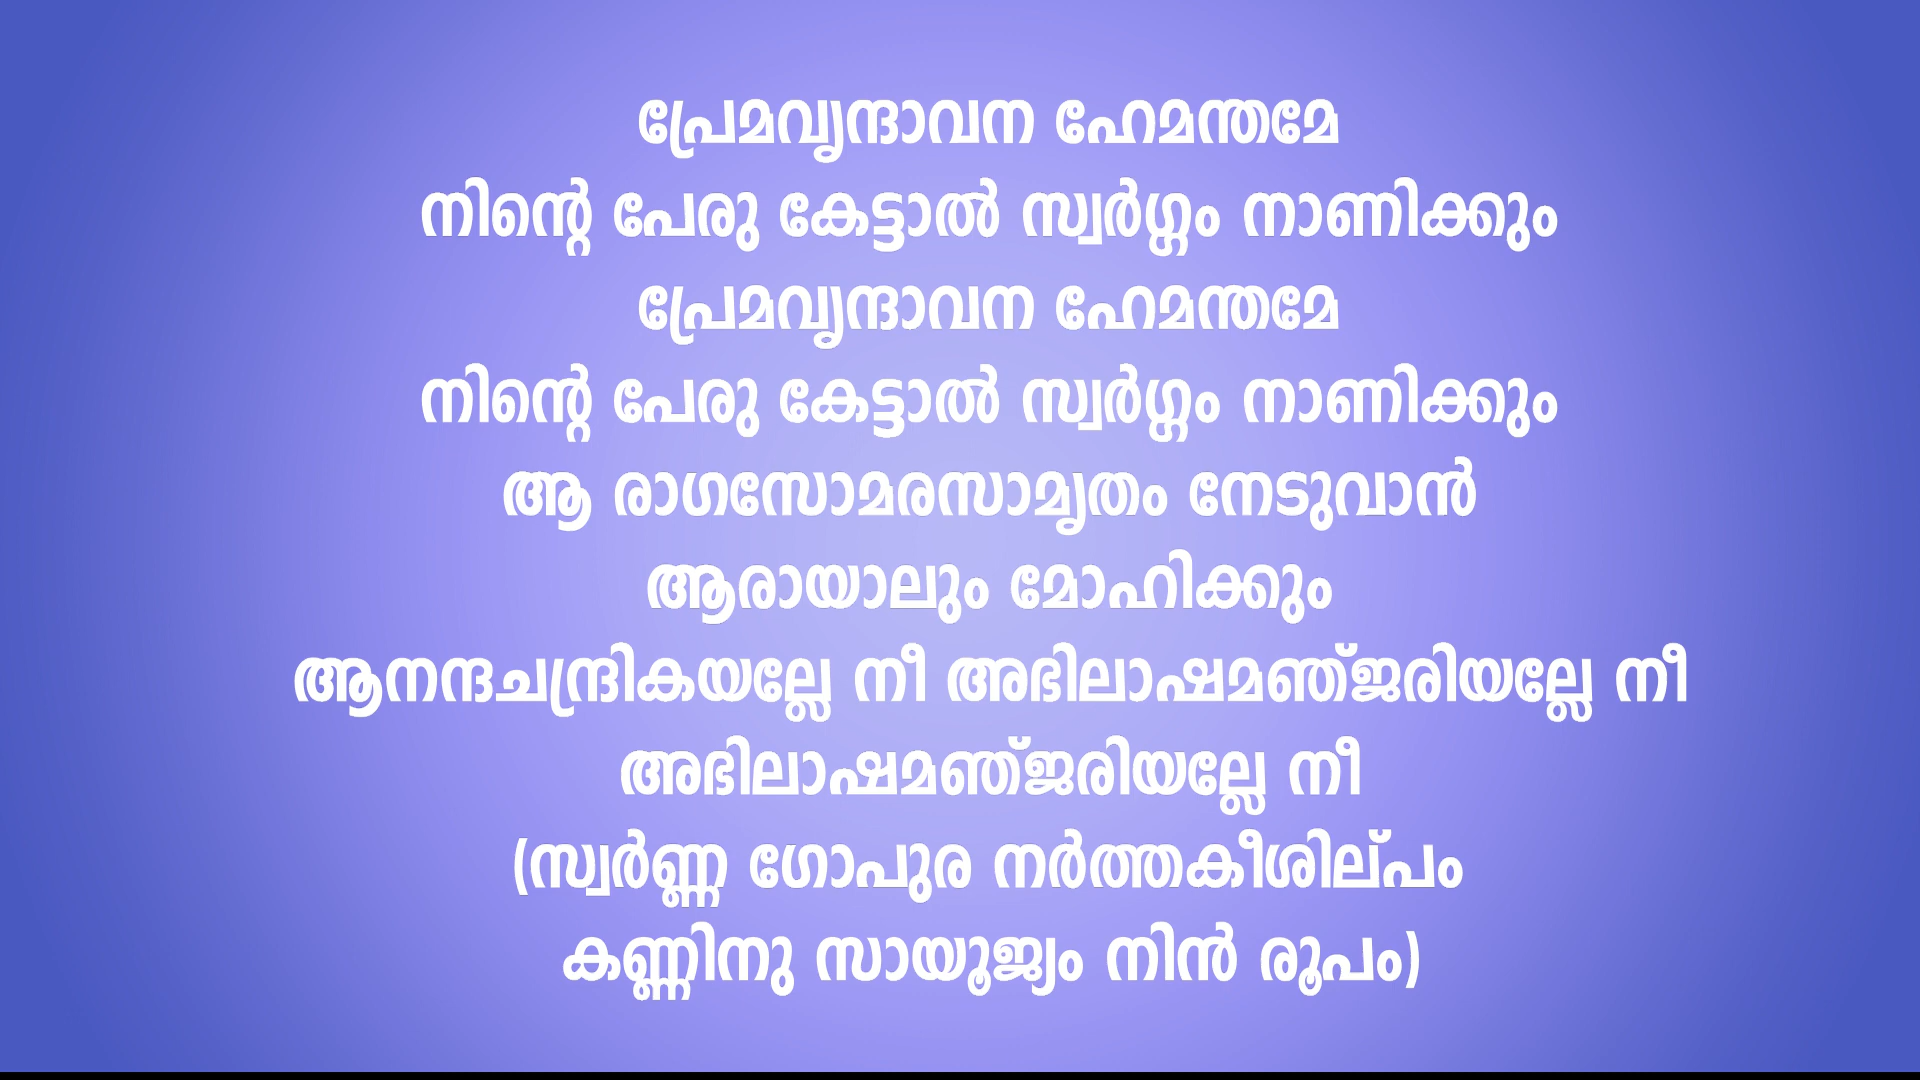 പ്രേമവൃന്ദാവന ഹേമന്തമേ
നിന്റെ പേരു കേട്ടാൽ സ്വർഗ്ഗം നാണിക്കും
പ്രേമവൃന്ദാവന ഹേമന്തമേ
നിന്റെ പേരു കേട്ടാൽ സ്വർഗ്ഗം നാണിക്കും
ആ രാഗസോമരസാമൃതം നേടുവാൻ
ആരായാലും മോഹിക്കും
ആനന്ദചന്ദ്രികയല്ലേ നീ അഭിലാഷമഞ്ജരിയല്ലേ നീ
അഭിലാഷമഞ്ജരിയല്ലേ നീ
(സ്വർണ്ണ ഗോപുര നർത്തകീശില്പം
കണ്ണിനു സായൂജ്യം നിൻ രൂപം)